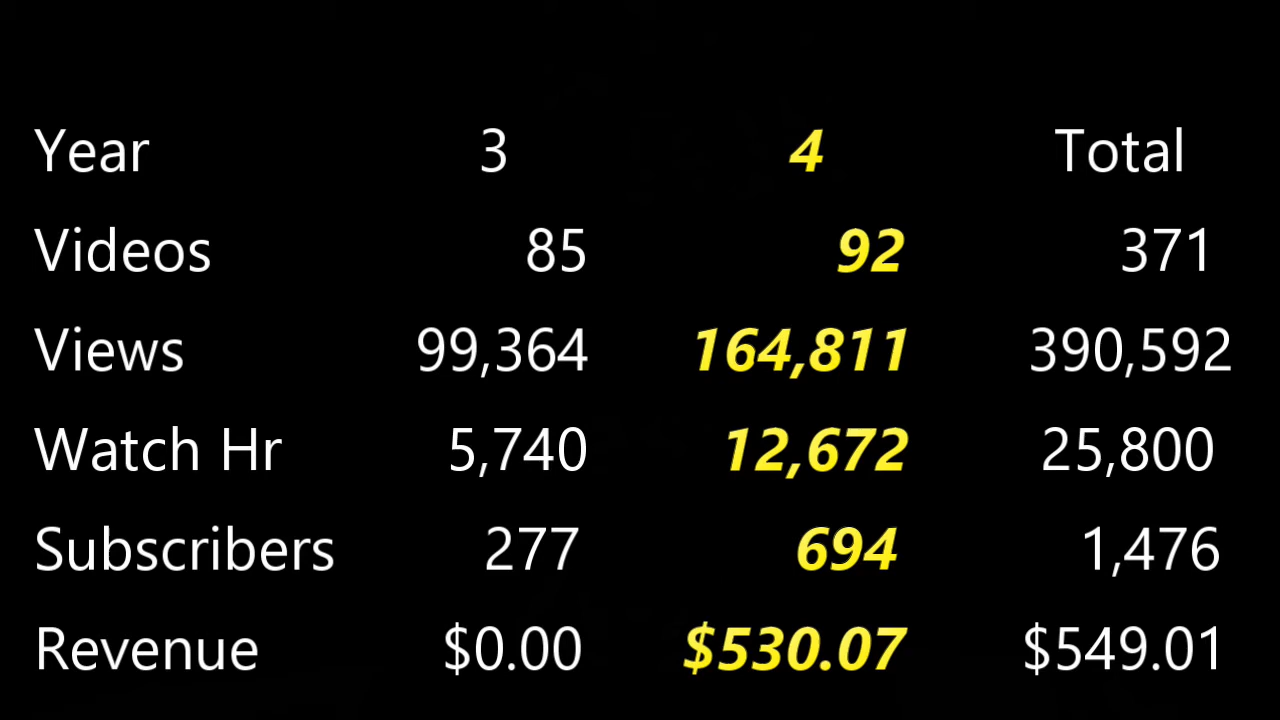 Year 3 4 Total
Videos 85 92 371
Views 99,364 164,811 390,592
Watch Hr 5,740 12,672 25,800
Subscribers 277 694 1,476
Revenue $0.00 $530.07 $549.01